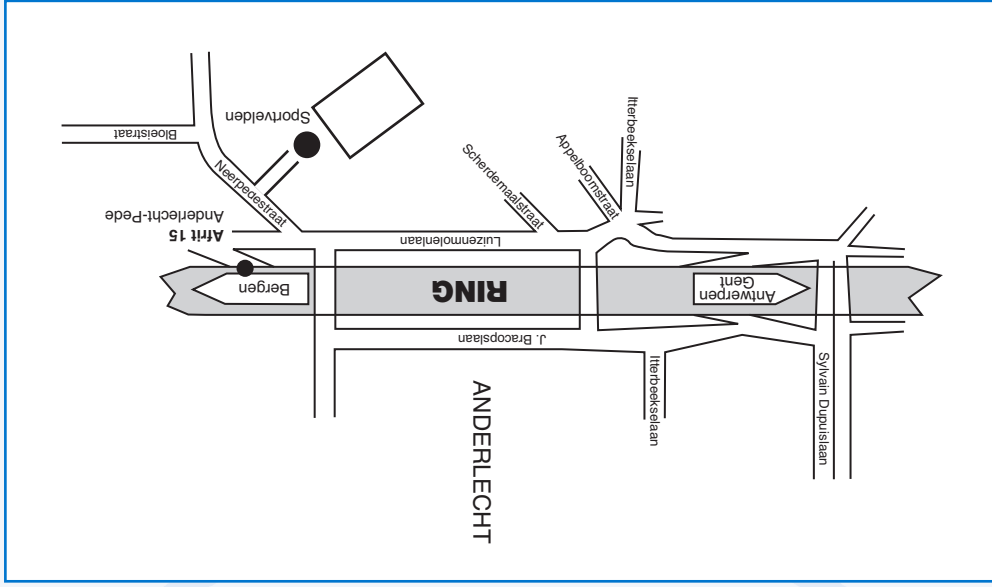 Itterbeekselaan
Appelboomstraat
Scherdemaalstraat
Sportvelden
Bloeistraat
Neerpedestraat
Afrit 15
Anderlecht-Pede
Luizenmolenlaan
Bergen
RING
Antwerpen
Gent
J. Bracopslaan
Itterbeekselaan
Sylvain Dupuislaan
ANDERLECHT